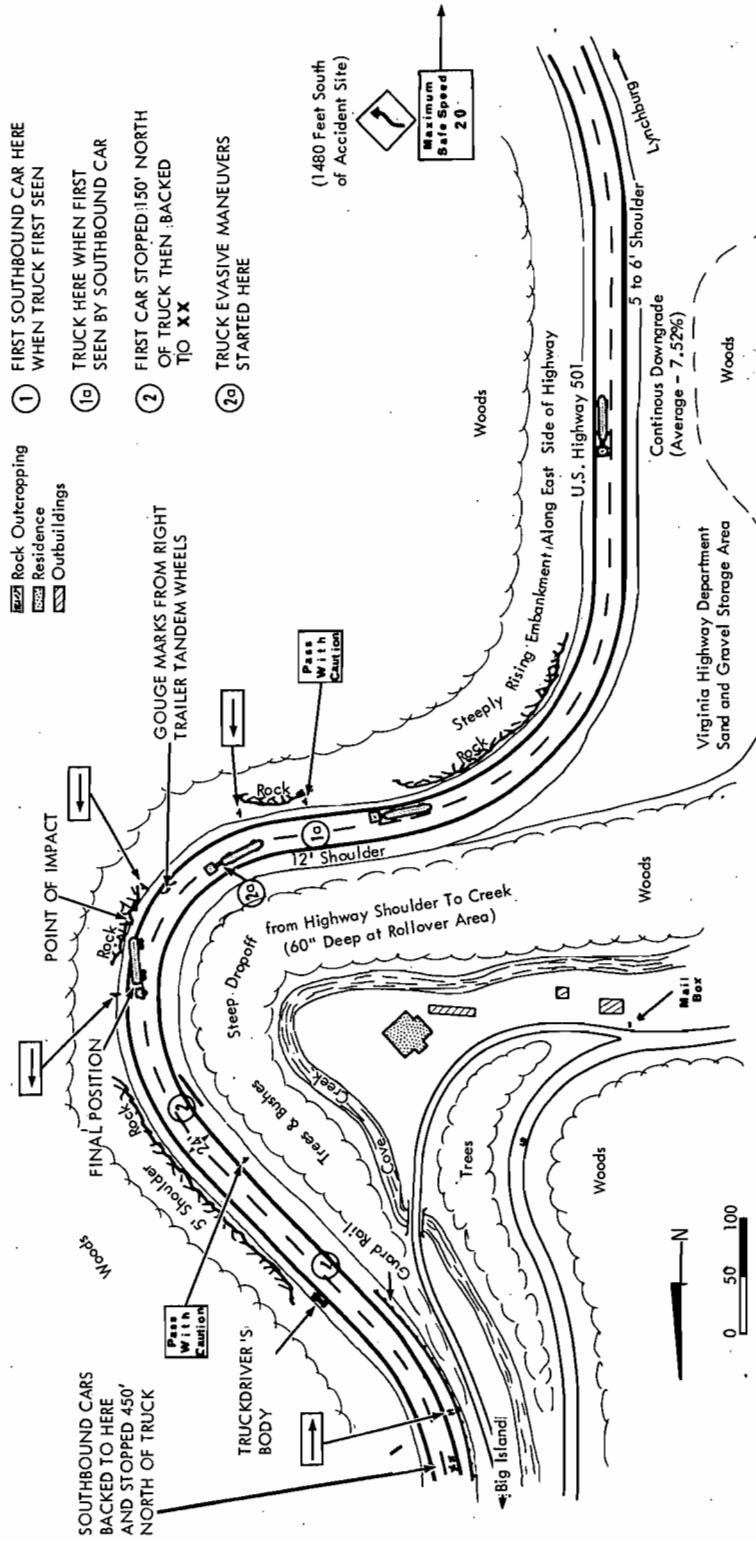 Rock Outeropping
Residence
Outbuildings
1 FIRST SOUTHBOUND CAR HERE
WHEN TRUCK FIRST SEEN
1a TRUCK HERE WHEN FIRST
SEEN BY SOUTHBOUND CAR
2 FIRST CAR STOPPED 150' NORTH
OF TRUCK THEN BACKED
TO XX
2a TRUCK EVASIVE MANEUVERS
STARTED HERE
(1480 Feet South
of Accident Site)
Maximum
Safe Speed
20
SOUTHBOUND CARS
BACKED TO HERE
AND STOPPED 450'
NORTH OF TRUCK
TRUCKDRIVER'S
BODY
Pass
With
Caution
Woods
5' Shoulder
Rock
24'
FINAL POSITION
POINT OF IMPACT
Rock
GOUGE MARKS FROM RIGHT
TRAILER TANDEM WHEELS
Rock
Pass
With
Caution
1
2
2a
1a
12' Shoulder
Rock
Steeply Rising Embankment Along East Side of Highway
Woods
U.S. Highway 501
Lynchburg
5 to 6' Shoulder
Continous Downgrade
(Average - 7.52%)
Woods
Virginia Highway Department
Sand and Gravel Storage Area
Steep Dropoff from Highway Shoulder To Creek
(60" Deep at Rollover Area)
Trees & Bushes
Guard Rail
Cove Creek
xx
Big Island
Trees
Woods
Mail
Box
Woods
N
0 50 100